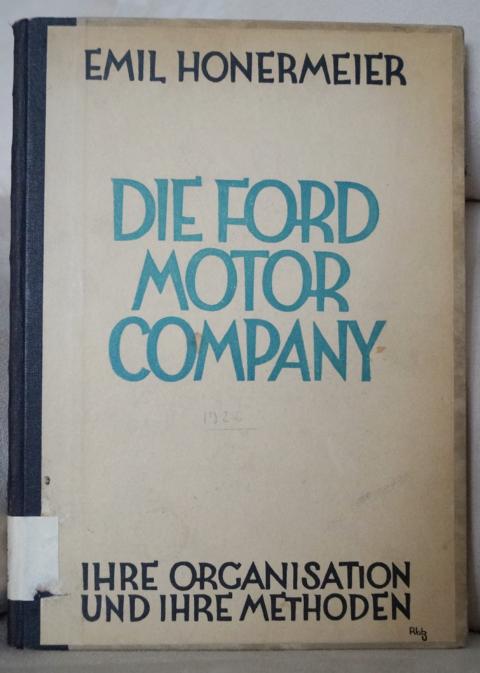 EMIL HONERMEIER
DIE FORD
MOTOR
COMPANY
IHRE ORGANISATION
UND IHRE METHODEN